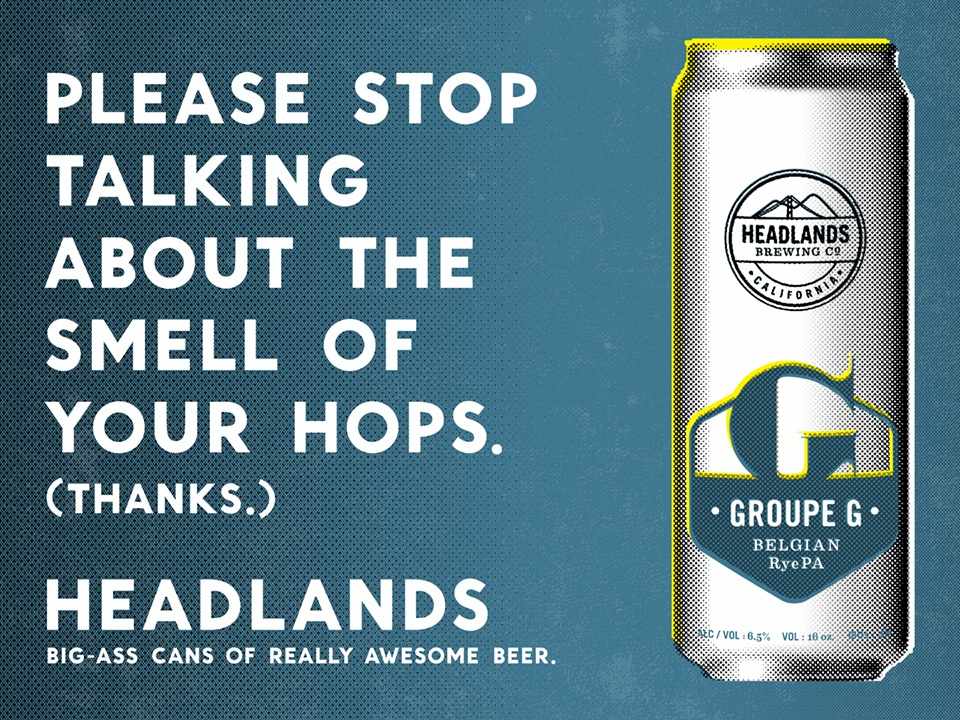 PLEASE STOP
TALKING
ABOUT THE
SMELL OF
YOUR HOPS.
(THANKS.)
HEADLANDS
BIG-ASS CANS OF REALLY AWESOME BEER.
HEADLANDS
BREWING Co
• CALIFORNIA •
G
• GROUPE G •
BELGIAN
RyePA
ALC / VOL : 6.5% VOL : 16 oz.